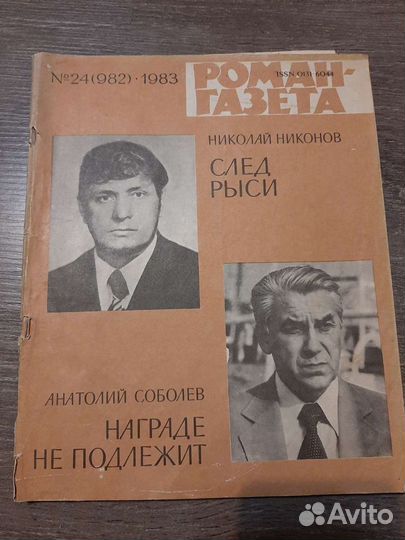 №24(982)·1983
РОМАН-
ISSN 0131-6044
ГАЗЕТА
НИКОЛАЙ НИКОНОВ
СЛЕД
РЫСИ
АНАТОЛИЙ СОБОЛЕВ
НАГРАДЕ
НЕ ПОДЛЕЖИТ
Avito